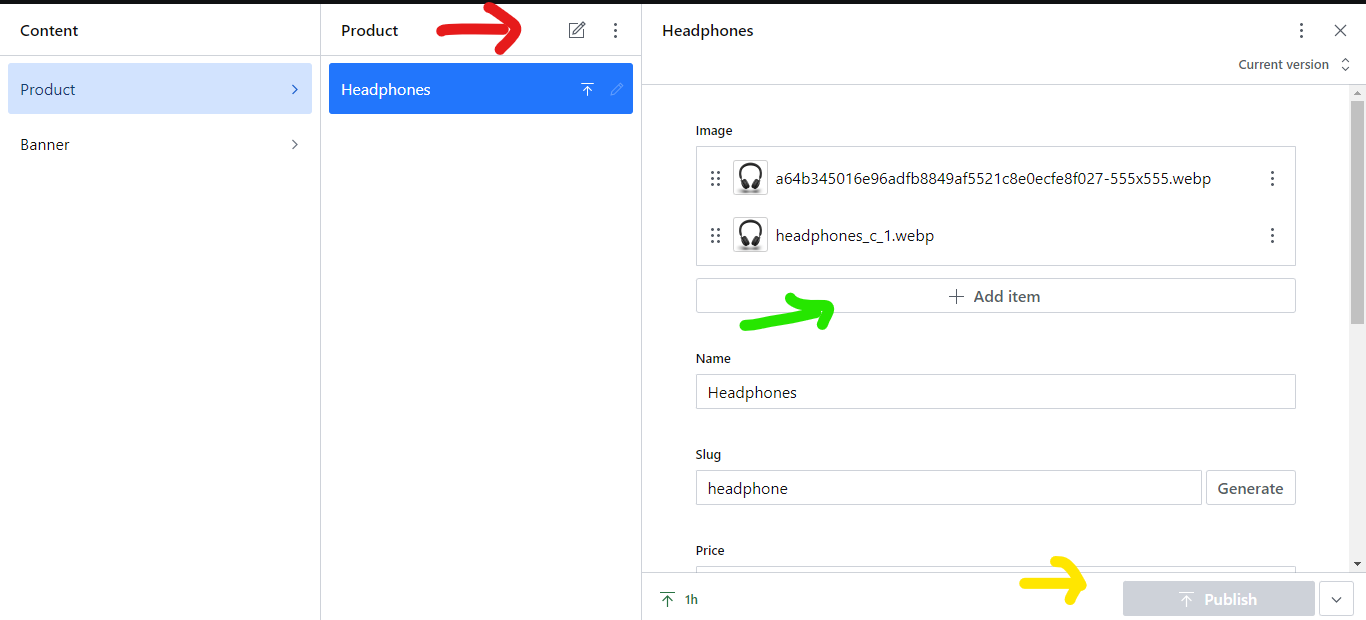 Content
Product
Banner
Product
Headphones
Headphones
Current version
Image
a64b345016e96adfb8849af5521c8e0ecfe8f027-555x555.webp
headphones_c_1.webp
Add item
Name
Headphones
Slug
headphone
Generate
Price
1h
Publish